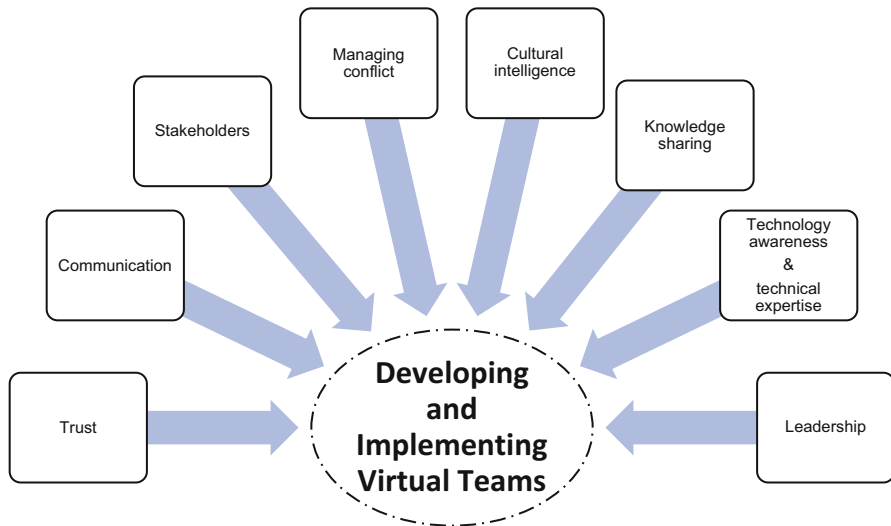 Managing
conflict
Cultural
intelligence
Stakeholders
Knowledge
sharing
Communication
Technology
awareness
&
technical
expertise
Trust
Developing
and
Implementing
Virtual Teams
Leadership